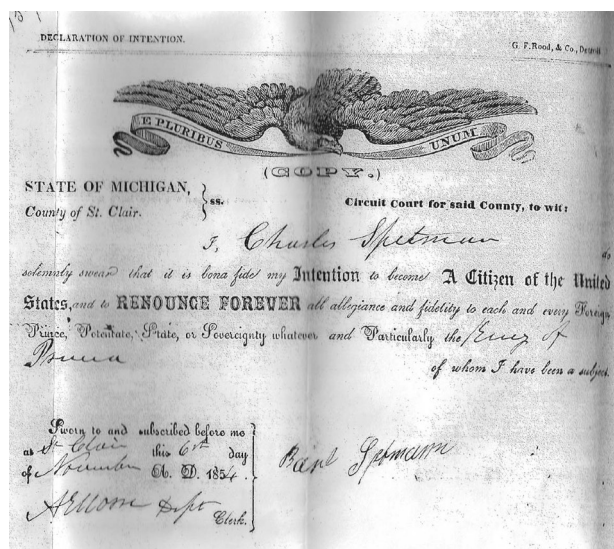 DECLARATION OF INTENTION.
G. F. Rood, & Co., Detroit
E PLURIBUS UNUM
(COPY.)
STATE OF MICHIGAN, } ss.
County of St. Clair.
Circuit Court for said County, to wit:
I, Charles Spetman do
solemnly swear that it is bona fide my Intention to become A Citizen of the United
States, and to RENOUNCE FOREVER all allegiance and fidelity to each and every Foreign
Prince, Potentate, State, or Sovereignty whatever and Particularly the King of
of whom I have been a subject.
Sworn to and subscribed before me
at St Clair this 6st day
of November A. D. 1854.
Dept Clerk.
Spetmann